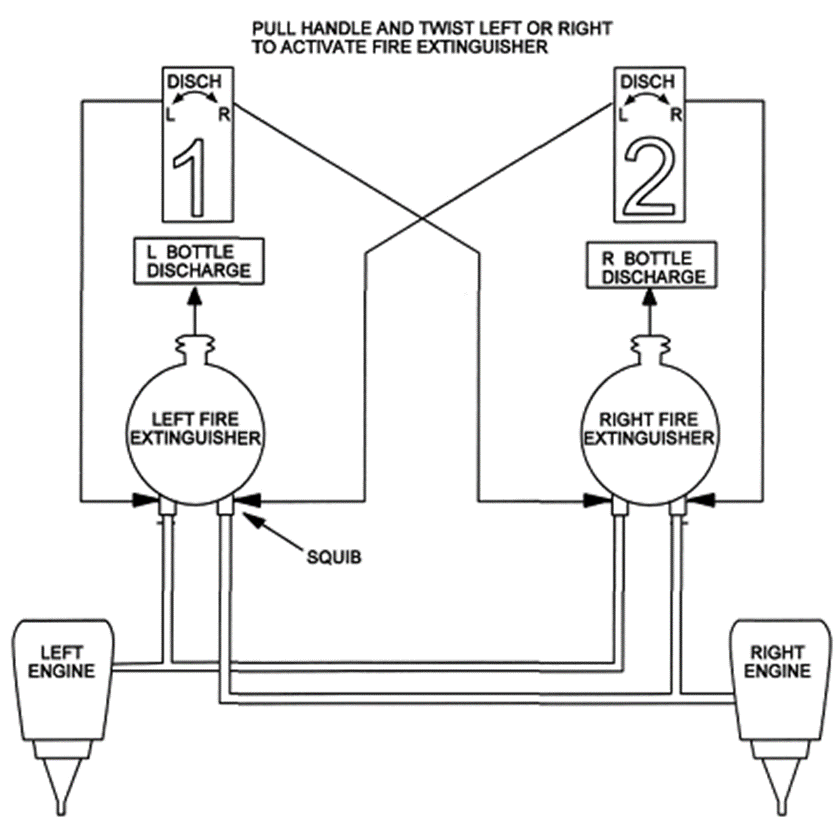 PULL HANDLE AND TWIST LEFT OR RIGHT
TO ACTIVATE FIRE EXTINGUISHER
DISCH
L R
1
DISCH
L R
2
L BOTTLE
DISCHARGE
R BOTTLE
DISCHARGE
LEFT FIRE
EXTINGUISHER
RIGHT FIRE
EXTINGUISHER
SQUIB
LEFT
ENGINE
RIGHT
ENGINE